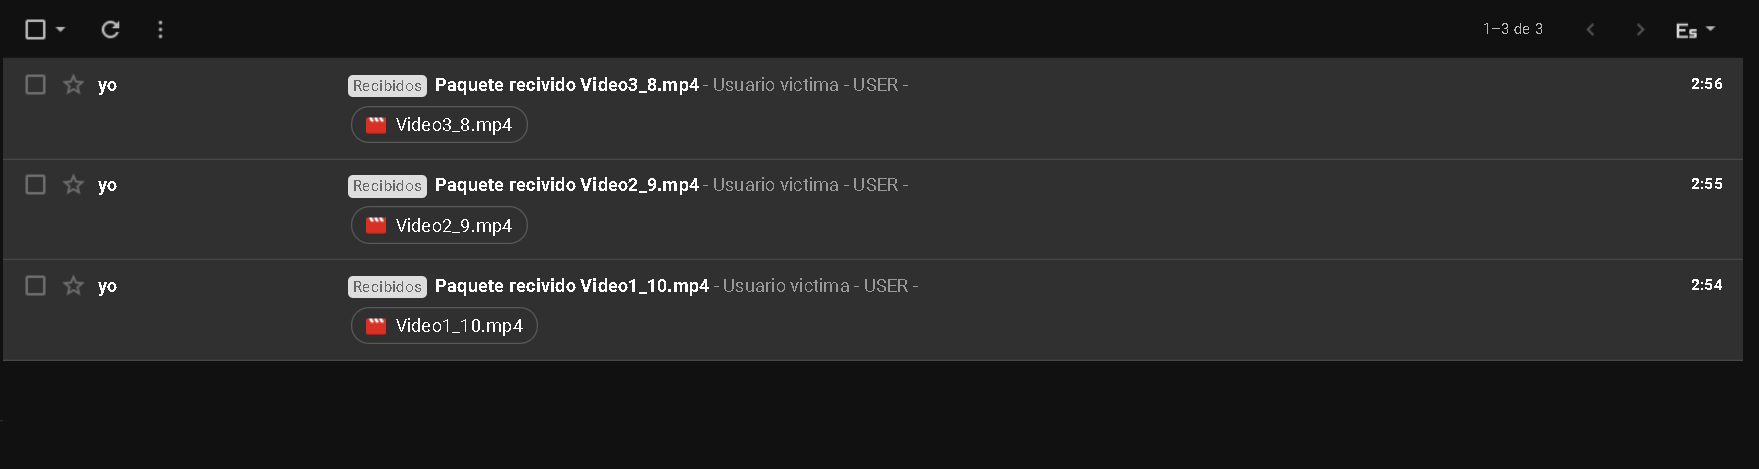 1–3 de 3 Es
yo Recibidos Paquete recivido Video3_8.mp4 - Usuario victima - USER - 2:56
Video3_8.mp4
yo Recibidos Paquete recivido Video2_9.mp4 - Usuario victima - USER - 2:55
Video2_9.mp4
yo Recibidos Paquete recivido Video1_10.mp4 - Usuario victima - USER - 2:54
Video1_10.mp4